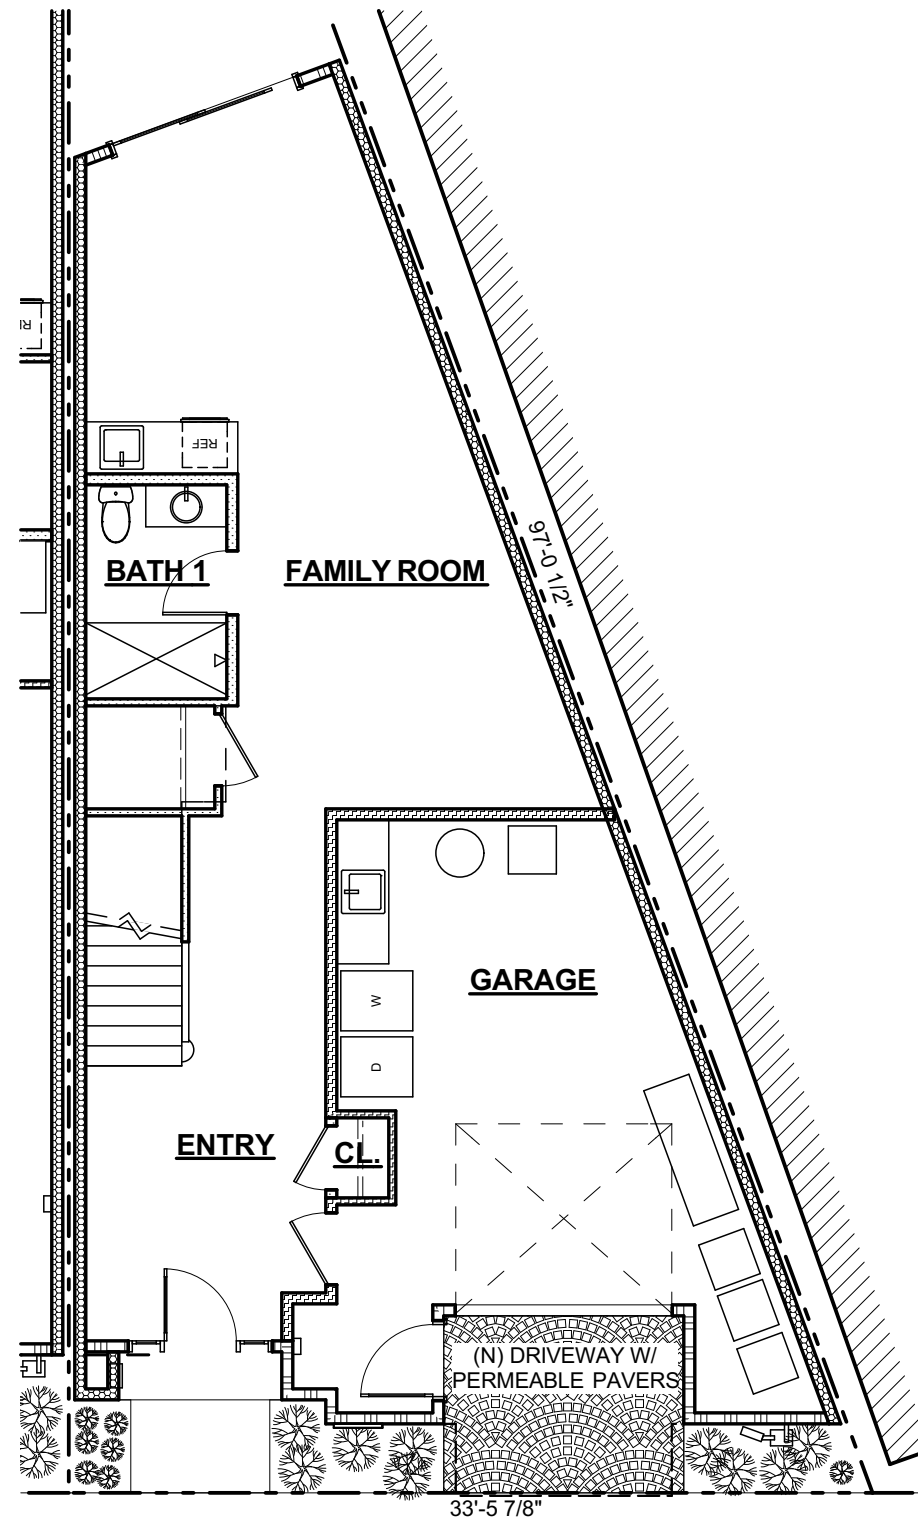 REF
BATH 1
FAMILY ROOM
97'-0 1/2"
GARAGE
W
D
ENTRY
CL.
(N) DRIVEWAY W/
PERMEABLE PAVERS
33'-5 7/8"